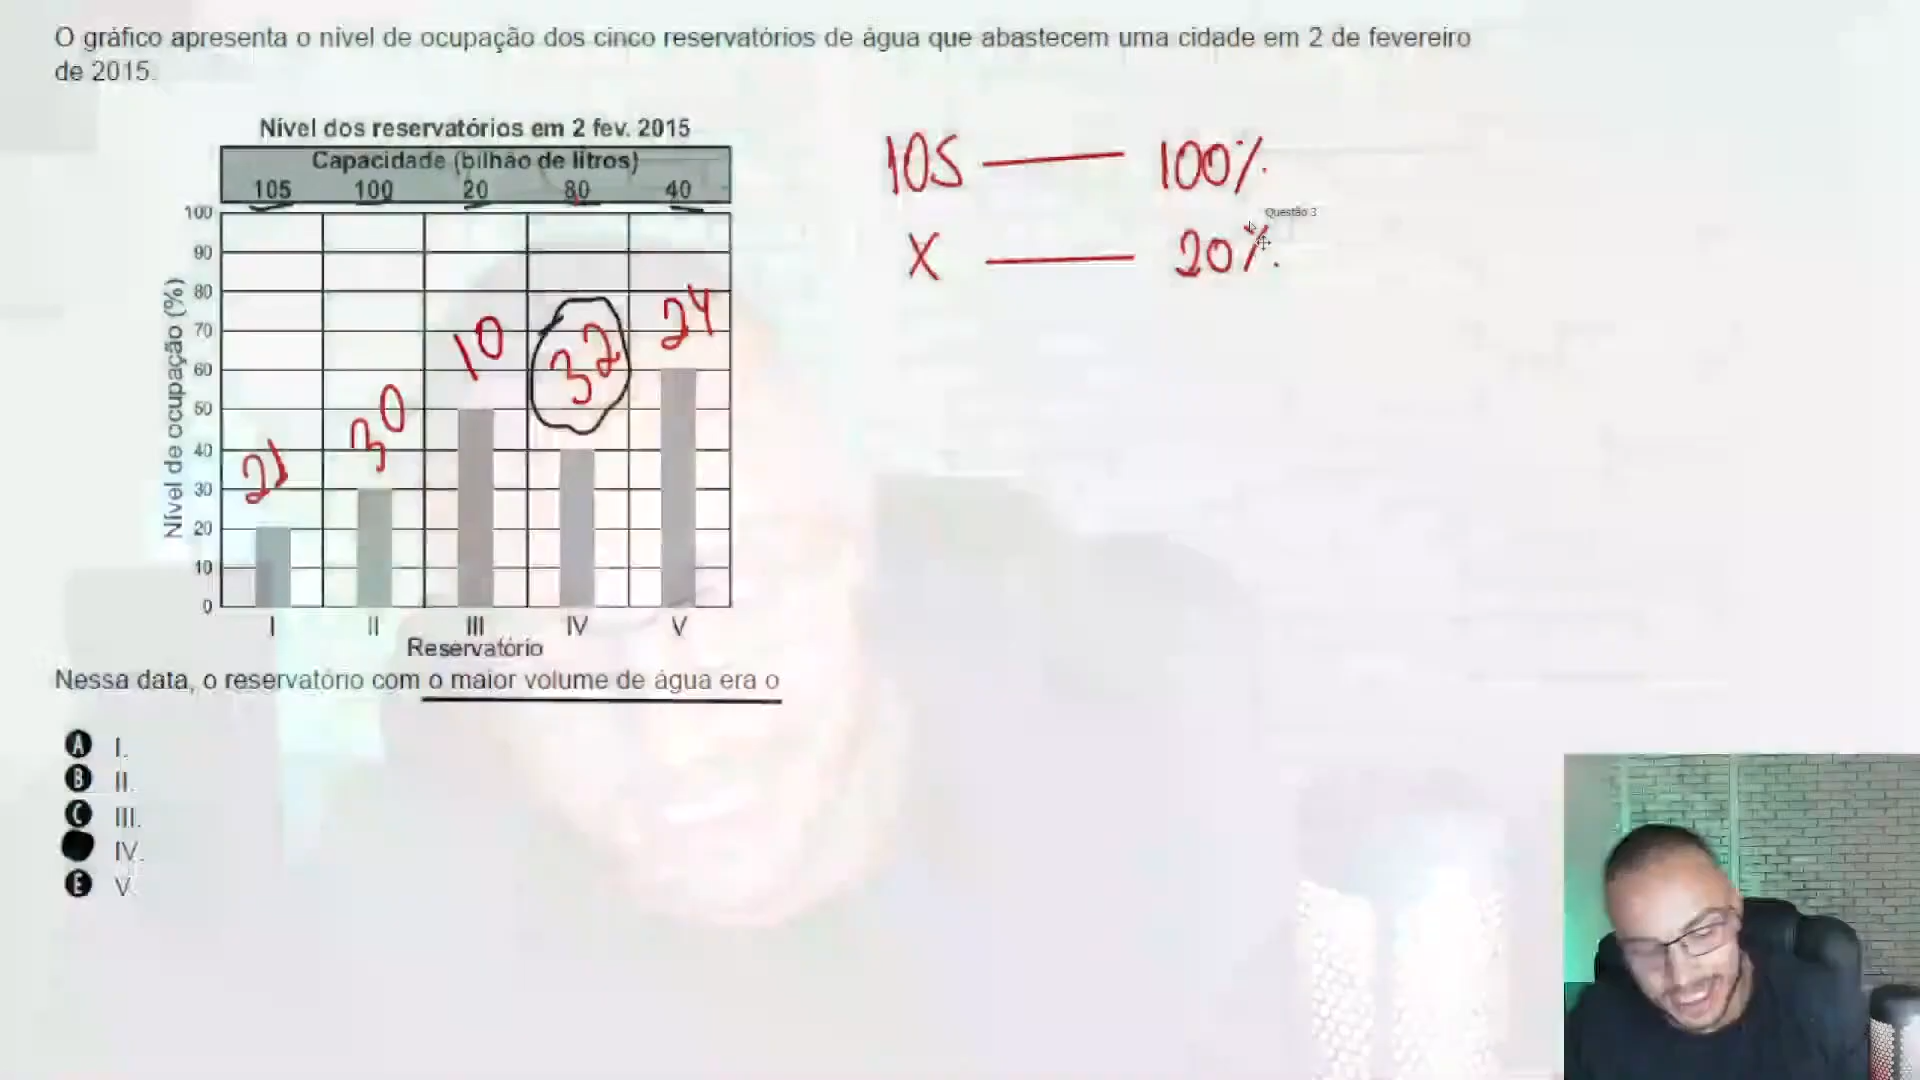 O gráfico apresenta o nível de ocupação dos cinco reservatórios de água que abastecem uma cidade em 2 de fevereiro
de 2015.
Nível dos reservatórios em 2 fev. 2015
Capacidade (bilhão de litros)
105 100 20 80 40
100
90
80
70
60
50
40
30
20
10
0
Nível de ocupação (%)
21 30 10 32 24
I II III IV V
Reservatório
105 — 100%
Questão 3
X — 20%
Nessa data, o reservatório com o maior volume de água era o
A I.
B II.
C III.
IV.
E V.